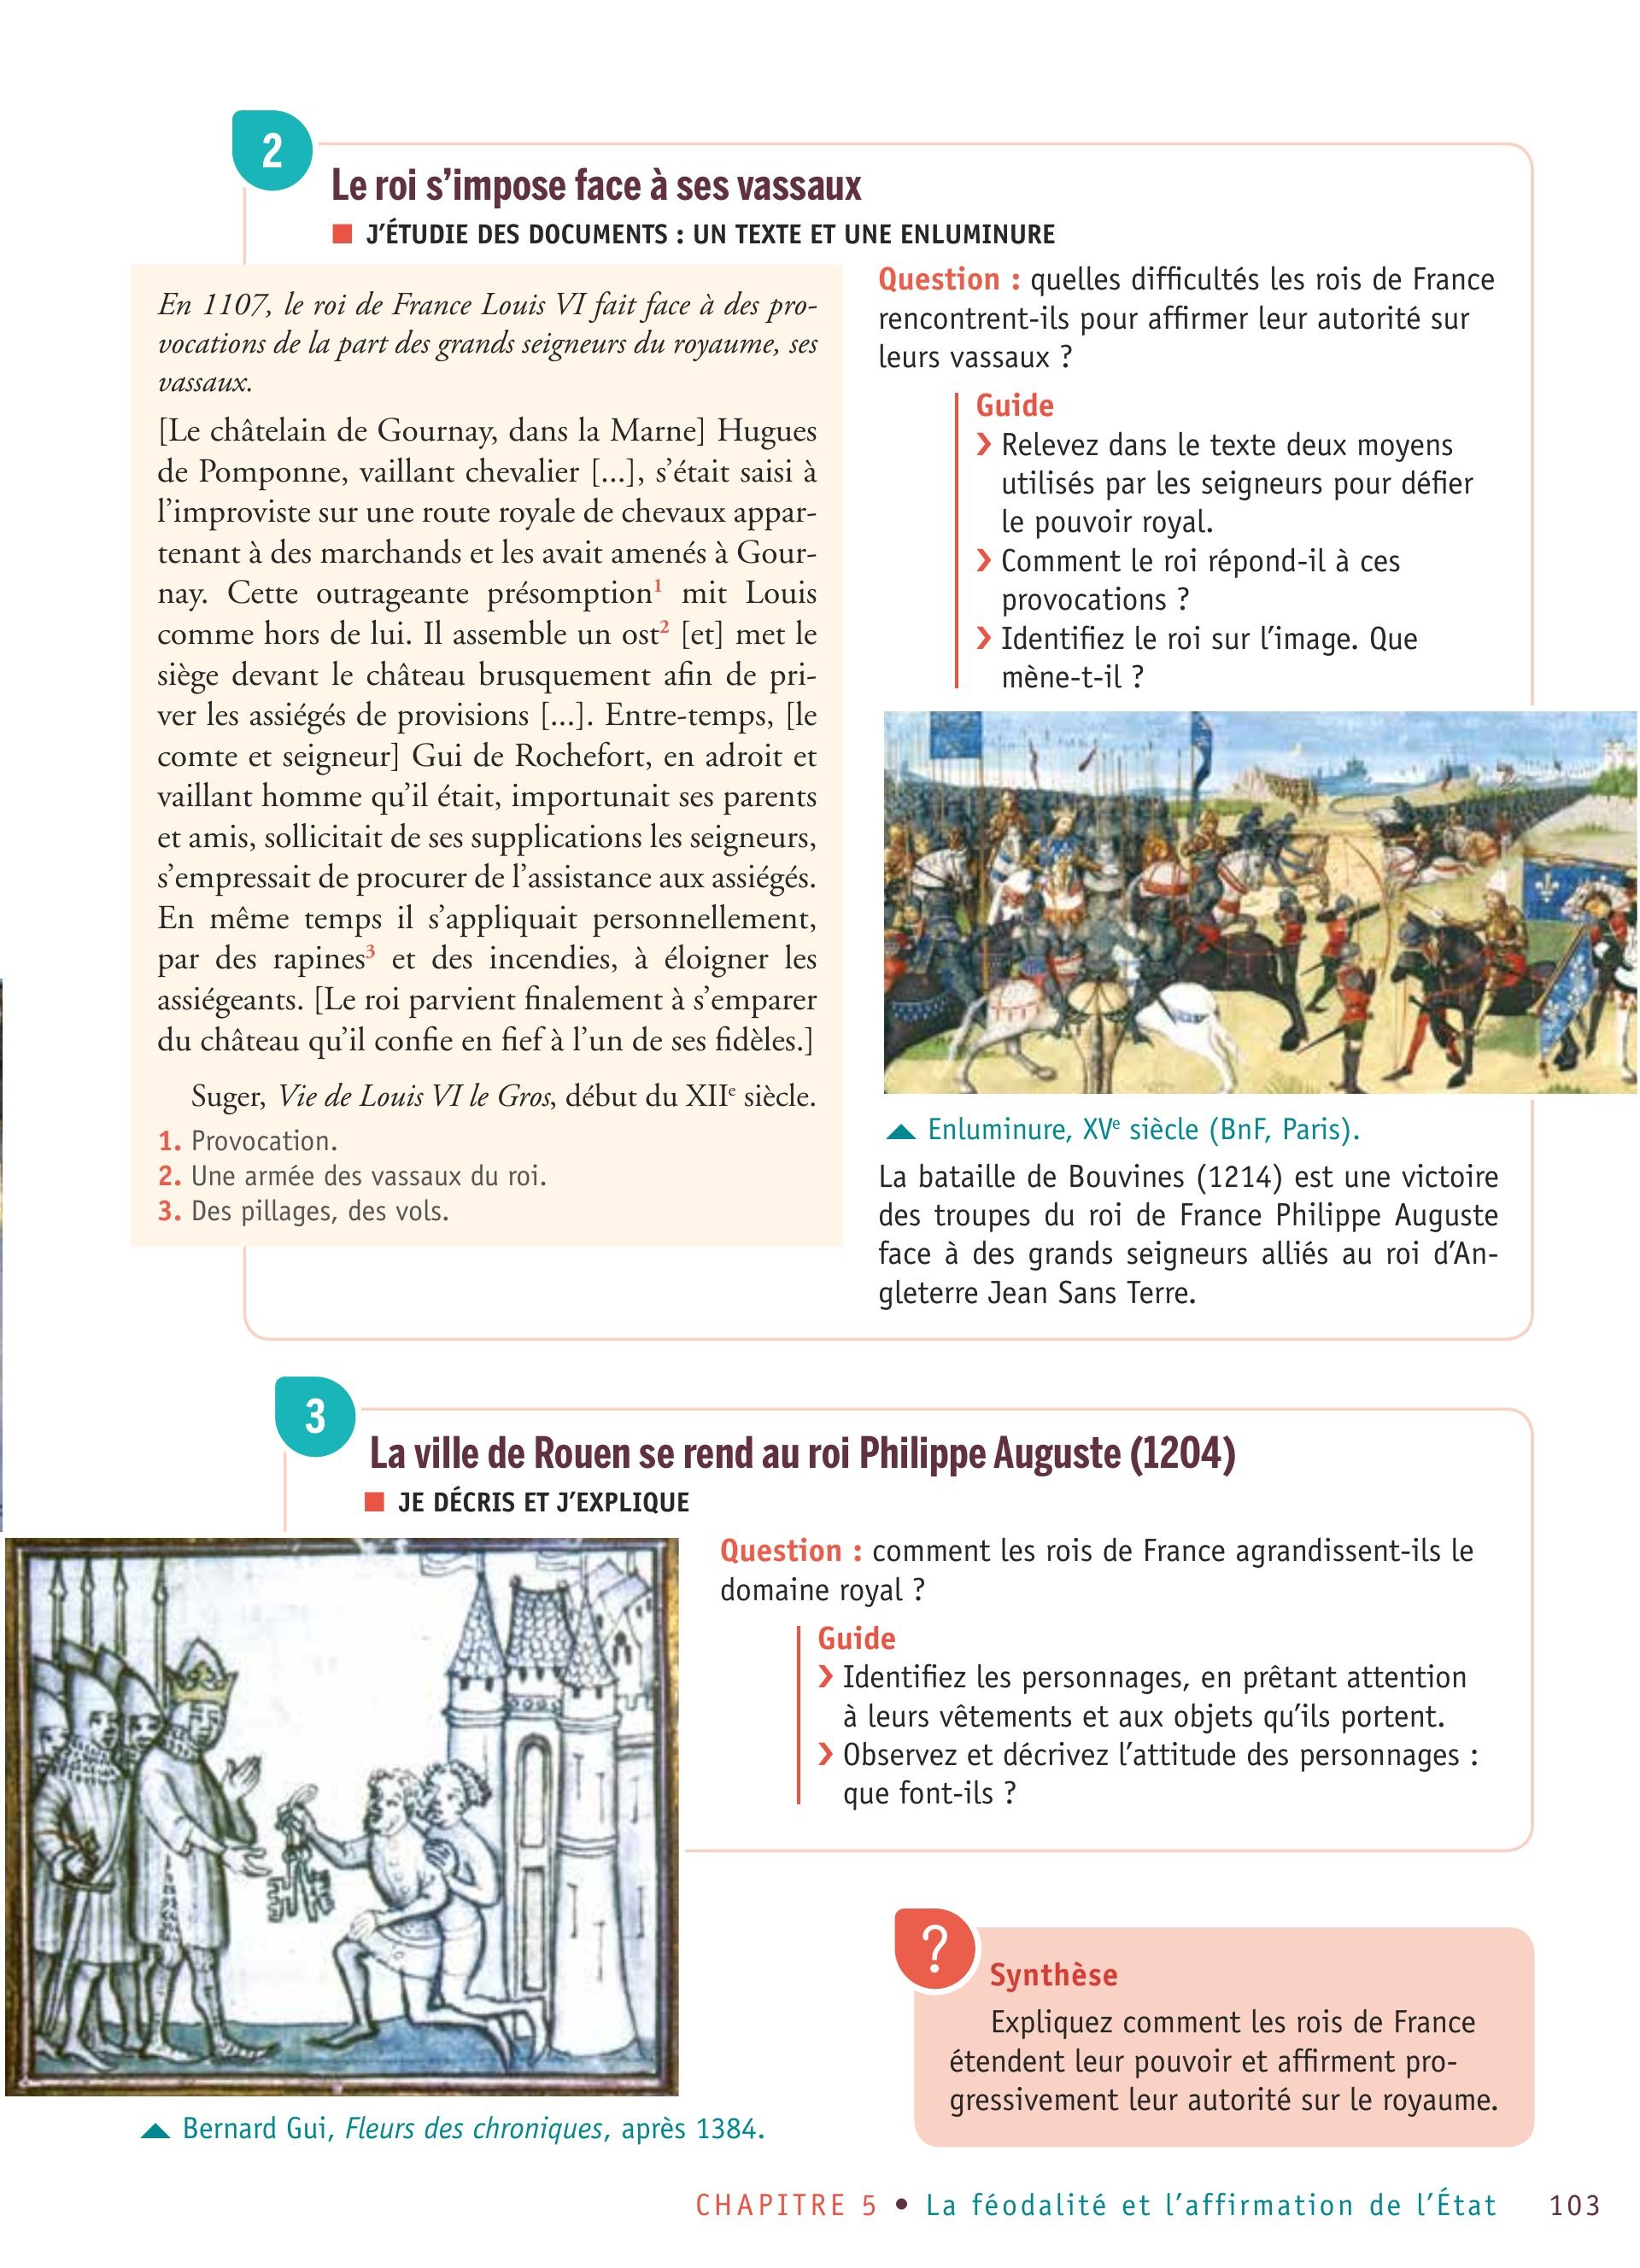 2
Le roi s'impose face à ses vassaux
■ J'ÉTUDIE DES DOCUMENTS : UN TEXTE ET UNE ENLUMINURE
En 1107, le roi de France Louis VI fait face à des pro-
vocations de la part des grands seigneurs du royaume, ses
vassaux.
[Le châtelain de Gournay, dans la Marne] Hugues
de Pomponne, vaillant chevalier [...], s'était saisi à
l'improviste sur une route royale de chevaux appar-
tenant à des marchands et les avait amenés à Gour-
nay. Cette outrageante présomption1 mit Louis
comme hors de lui. Il assemble un ost2 [et] met le
siège devant le château brusquement afin de pri-
ver les assiégés de provisions [...]. Entre-temps, [le
comte et seigneur] Gui de Rochefort, en adroit et
vaillant homme qu'il était, importunait ses parents
et amis, sollicitait de ses supplications les seigneurs,
s'empressait de procurer de l'assistance aux assiégés.
En même temps il s'appliquait personnellement,
par des rapines3 et des incendies, à éloigner les
assiégeants. [Le roi parvient finalement à s'emparer
du château qu'il confie en fief à l'un de ses fidèles.]
Suger, Vie de Louis VI le Gros, début du XIIe siècle.
1. Provocation.
2. Une armée des vassaux du roi.
3. Des pillages, des vols.
Question : quelles difficultés les rois de France
rencontrent-ils pour affirmer leur autorité sur
leurs vassaux ?
Guide
❯ Relevez dans le texte deux moyens
utilisés par les seigneurs pour défier
le pouvoir royal.
❯ Comment le roi répond-il à ces
provocations ?
❯ Identifiez le roi sur l'image. Que
mène-t-il ?
▲ Enluminure, XVe siècle (BnF, Paris).
La bataille de Bouvines (1214) est une victoire
des troupes du roi de France Philippe Auguste
face à des grands seigneurs alliés au roi d'An-
gleterre Jean Sans Terre.
3
La ville de Rouen se rend au roi Philippe Auguste (1204)
■ JE DÉCRIS ET J'EXPLIQUE
Question : comment les rois de France agrandissent-ils le
domaine royal ?
Guide
❯ Identifiez les personnages, en prêtant attention
à leurs vêtements et aux objets qu'ils portent.
❯ Observez et décrivez l'attitude des personnages :
que font-ils ?
▲ Bernard Gui, Fleurs des chroniques, après 1384.
?
Synthèse
Expliquez comment les rois de France
étendent leur pouvoir et affirment pro-
gressivement leur autorité sur le royaume.
CHAPITRE 5 • La féodalité et l'affirmation de l'État 103